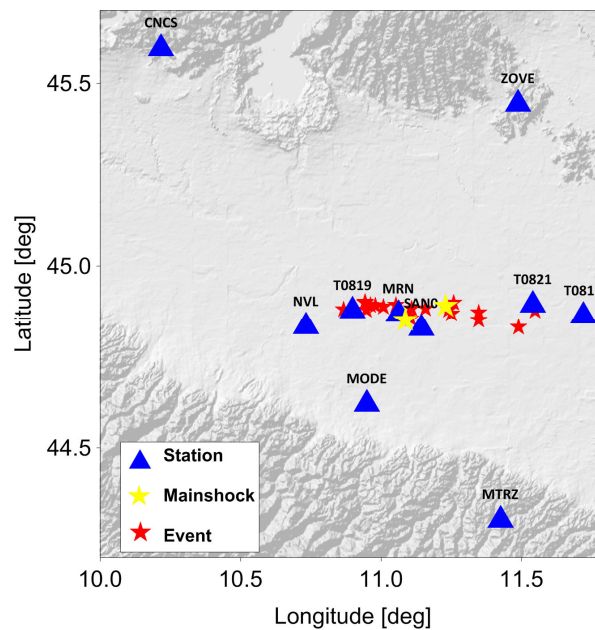 CNCS
ZOVE
45.5
Latitude [deg]
45.0
T0819
MRN
SAN0
NVL
T0821
T081
MODE
44.5
Station
Mainshock
Event
MTRZ
10.0
10.5
11.0
11.5
Longitude [deg]